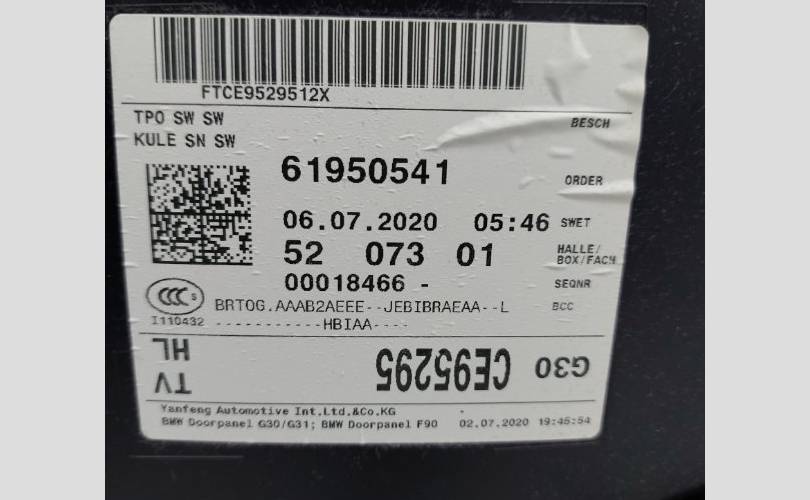 FTCE9529512X
TPO SW SW
KULE SN SW
BESCH
61950541 ORDER
06.07.2020 05:46 SWET
52 073 01 HALLE/
BOX/FACH
00018466 - SEQNR
CCC S
I110432
BRTOG.AAAB2AEEE--JEBIBRAEAA--L BCC
-----------HBIAA----
TV HL
CE95295 G30
Yanfeng Automotive Int.Ltd.&Co.KG -
BMW Doorpanel G30/G31; BMW Doorpanel F90 02.07.2020 19:45:54